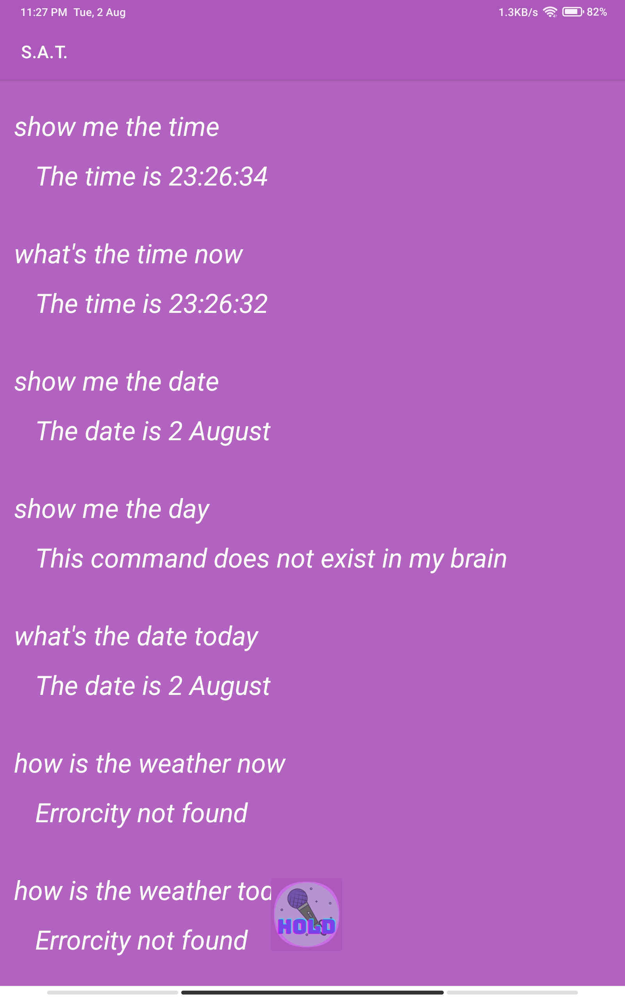 11:27 PM Tue, 2 Aug 1.3KB/s 82%
S.A.T.
show me the time
The time is 23:26:34
what's the time now
The time is 23:26:32
show me the date
The date is 2 August
show me the day
This command does not exist in my brain
what's the date today
The date is 2 August
how is the weather now
Errorcity not found
how is the weather tod
HOLD
Errorcity not found